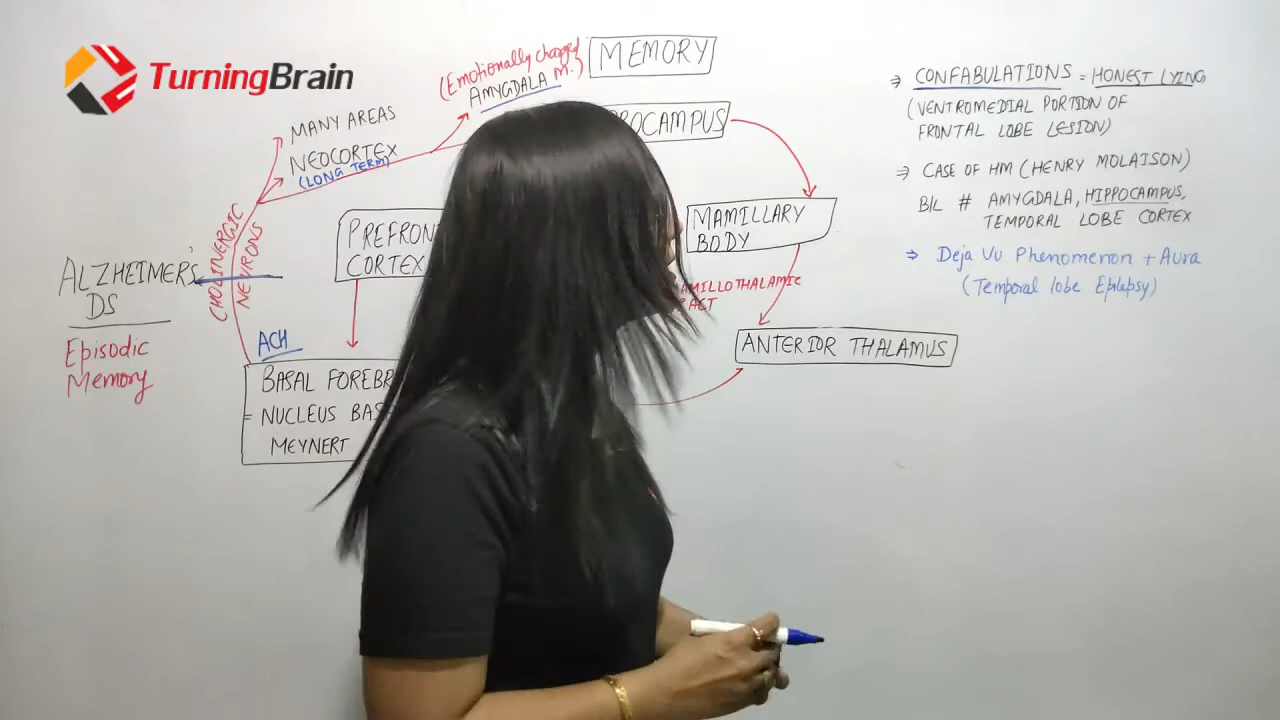 TurningBrain
MEMORY
(Emotionally charged
AMYGDALA M.)
MANY AREAS
NEOCORTEX
(LONG TERM)
POCAMPUS
CHOLINERGIC
NEURONS
PREFRON
CORTEX
MAMILLARY
BODY
AMILLOTHALAMIC
ACT
ALZHEIMER'S
DS
Episodic
Memory
ACH
BASAL FOREBR
= NUCLEUS BAS
MEYNERT
ANTERIOR THALAMUS
⇒ CONFABULATIONS = HONEST LYING
(VENTROMEDIAL PORTION OF
FRONTAL LOBE LESION)
⇒ CASE OF HM (HENRY MOLAISON)
B/L # AMYGDALA, HIPPOCAMPUS,
TEMPORAL LOBE CORTEX
⇒ Deja Vu Phenomenon + Aura
(Temporal lobe Epilepsy)